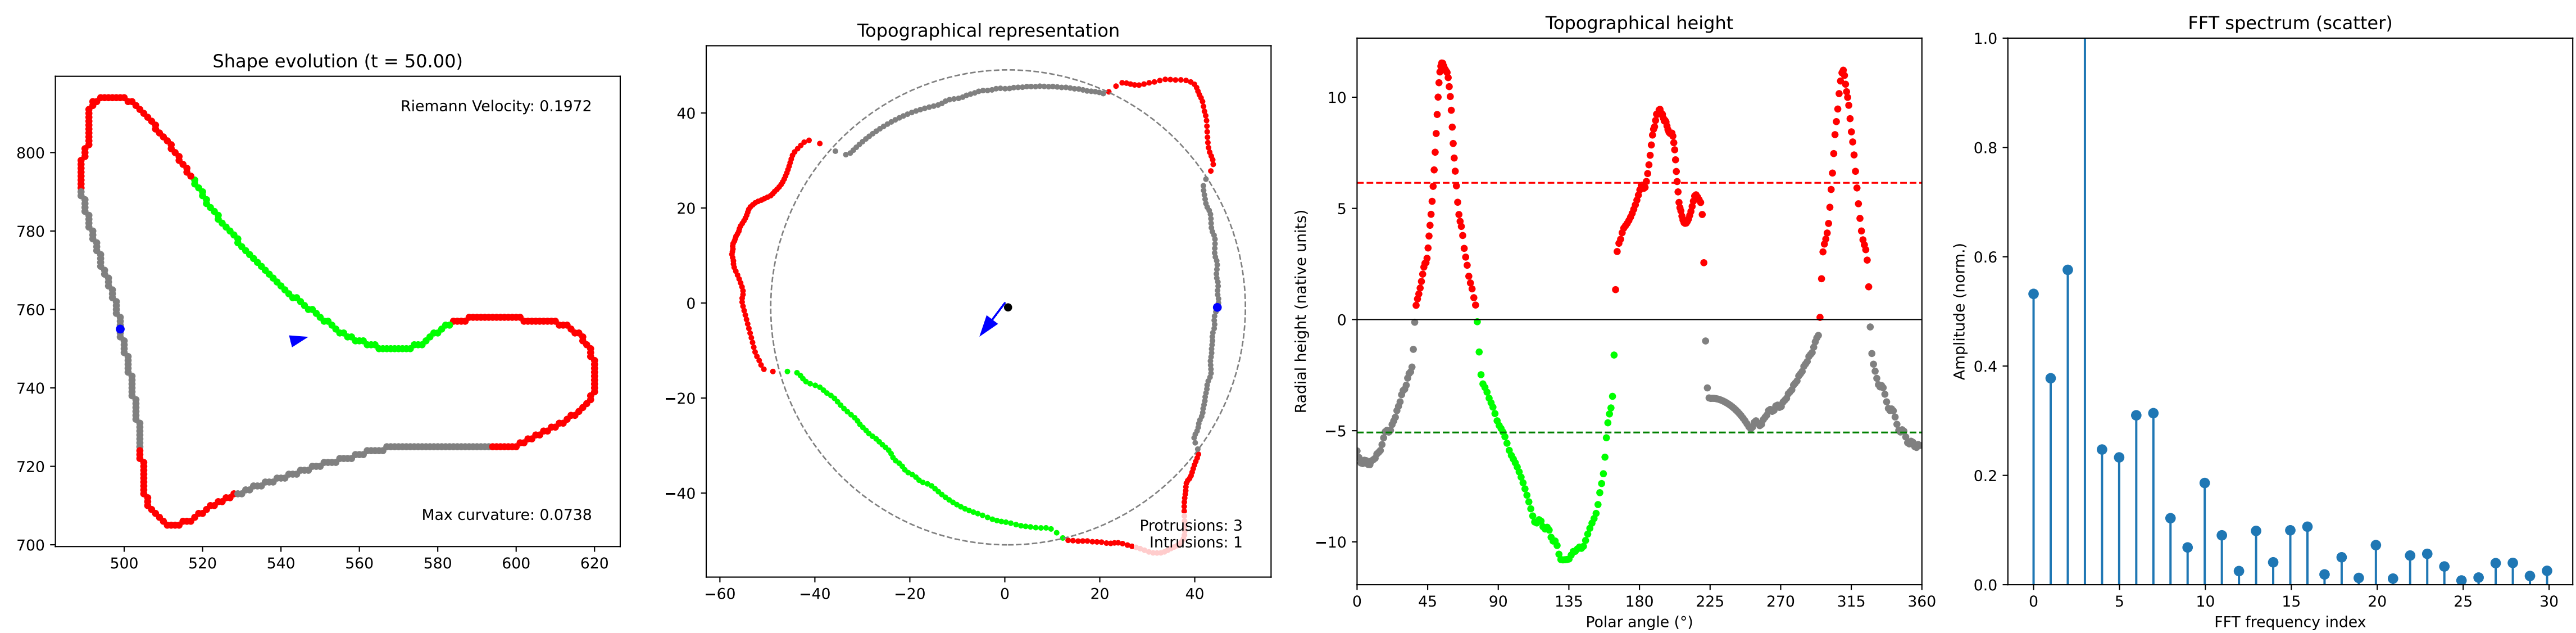 Shape evolution (t = 50.00)
Riemann Velocity: 0.1972
Max curvature: 0.0738
800
780
760
740
720
700
500 520 540 560 580 600 620
Topographical representation
40
20
0
−20
−40
−60 −40 −20 0 20 40
Protrusions: 3
Intrusions: 1
Topographical height
Radial height (native units)
10
5
0
−5
−10
0 45 90 135 180 225 270 315 360
Polar angle (°)
FFT spectrum (scatter)
Amplitude (norm.)
1.0
0.8
0.6
0.4
0.2
0.0
0 5 10 15 20 25 30
FFT frequency index